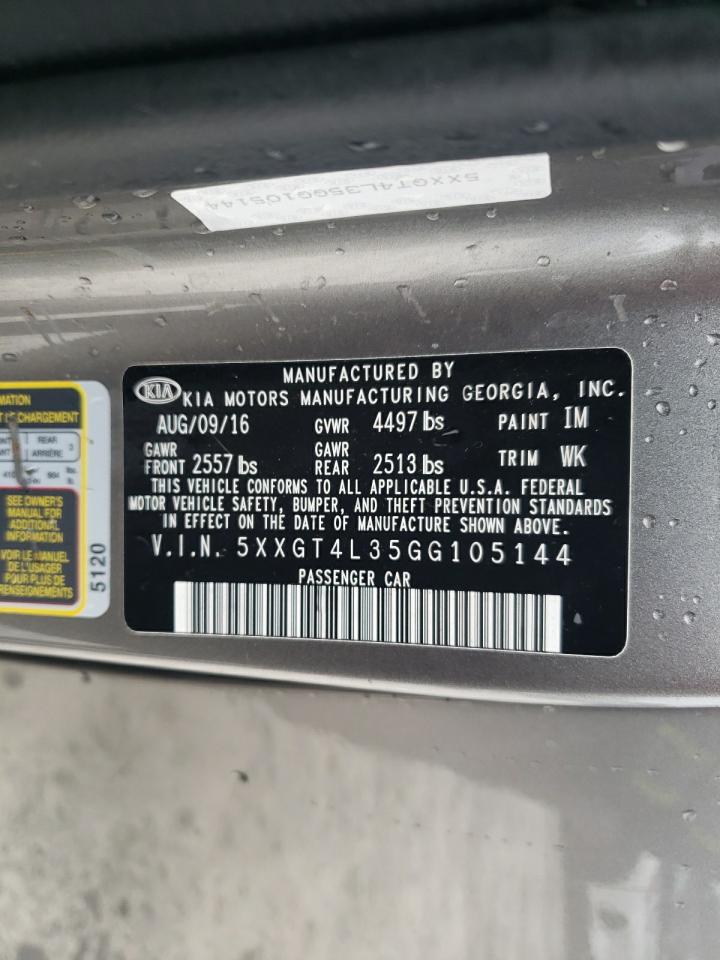 5XXGT4L35GG105144
MANUFACTURED BY
KIA KIA MOTORS MANUFACTURING GEORGIA, INC.
AUG/09/16 GVWR 4497 lbs PAINT IM
GAWR FRONT 2557 lbs GAWR REAR 2513 lbs TRIM WK
THIS VEHICLE CONFORMS TO ALL APPLICABLE U.S.A. FEDERAL
MOTOR VEHICLE SAFETY, BUMPER, AND THEFT PREVENTION STANDARDS
IN EFFECT ON THE DATE OF MANUFACTURE SHOWN ABOVE.
V.I.N. 5XXGT4L35GG105144
PASSENGER CAR
CHARGEMENT
REAR 3
ARRIÈRE
SEE OWNER'S
MANUAL FOR
ADDITIONAL
INFORMATION
VOIR LE MANUEL
DE L'USAGER
POUR PLUS DE
RENSEIGNEMENTS
5120